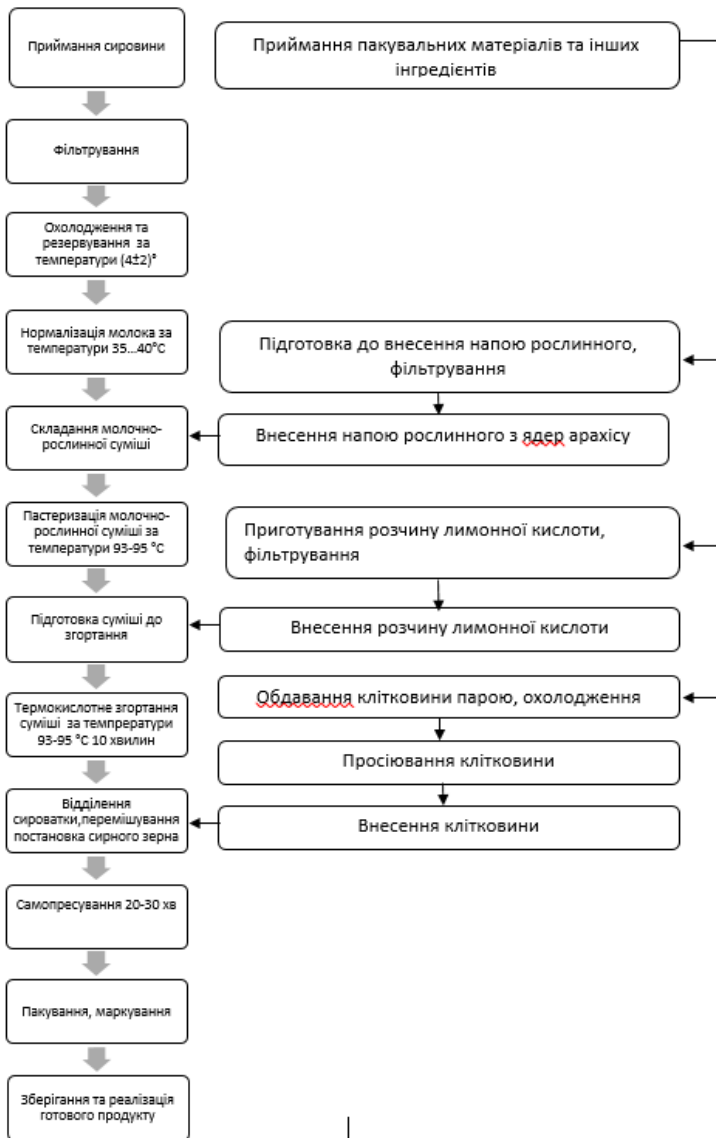 Приймання сировини
Приймання пакувальних матеріалів та інших
інгредієнтів
Фільтрування
Охолодження та
резервування за
температури (4±2)°
Нормалізація молока за
температури 35...40°С
Підготовка до внесення напою рослинного,
фільтрування
Складання молочно-
рослинної суміші
Внесення напою рослинного з ядер арахісу
Пастеризація молочно-
рослинної суміші за
температури 93-95 °С
Приготування розчину лимонної кислоти,
фільтрування
Підготовка суміші до
згортання
Внесення розчину лимонної кислоти
Термокислотне згортання
суміші за темпрературі
93-95 °С 10 хвилин
Обдавання клітковини парою, охолодження
Просіювання клітковини
Відділення
сироватки,перемішування
постановка сирного зерна
Внесення клітковини
Самопресування 20-30 хв
Пакування, маркування
Зберігання та реалізація
готового продукту